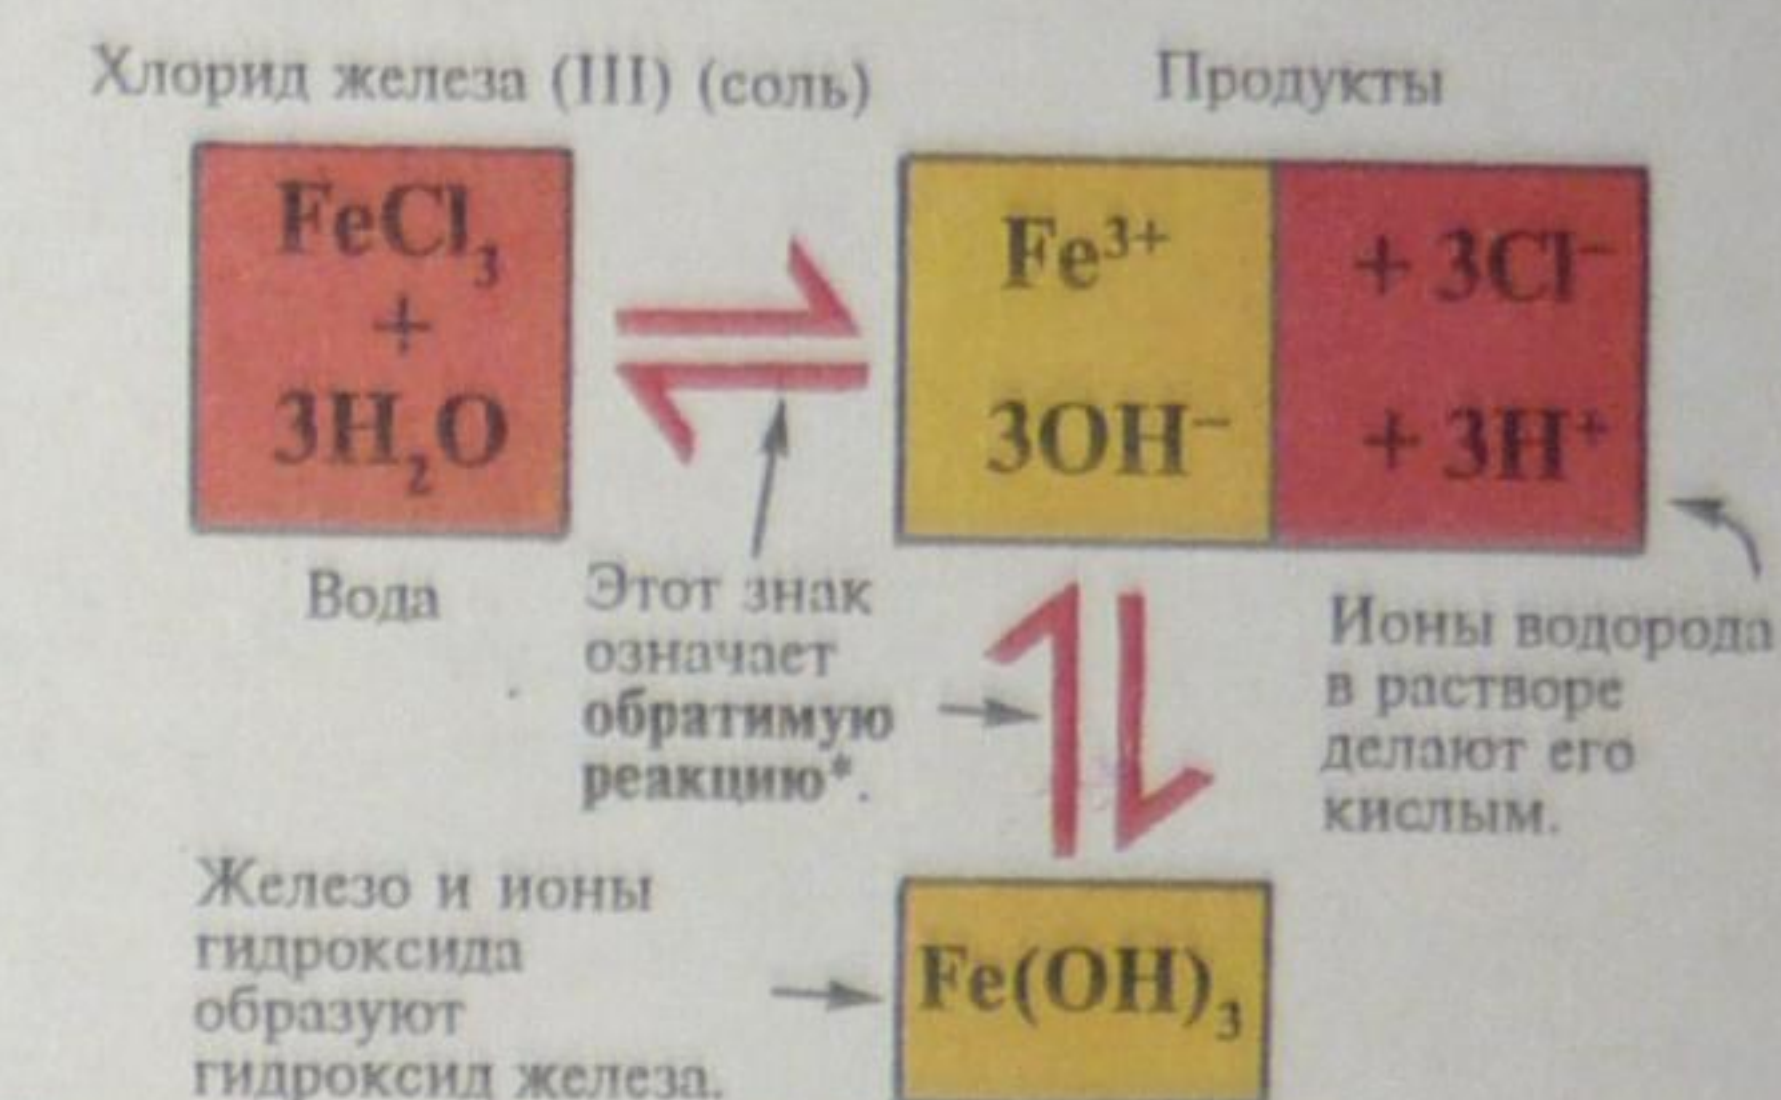 Хлорид железа (III) (соль)
Продукты
FeCl₃
+
3H₂O
Fe³⁺ + 3Cl⁻
3OH⁻ + 3H⁺
Вода
Этот знак
означает
обратимую
реакцию*.
Ионы водорода
в растворе
делают его
кислым.
Железо и ионы
гидроксида
образуют
гидроксид железа.
Fe(OH)₃